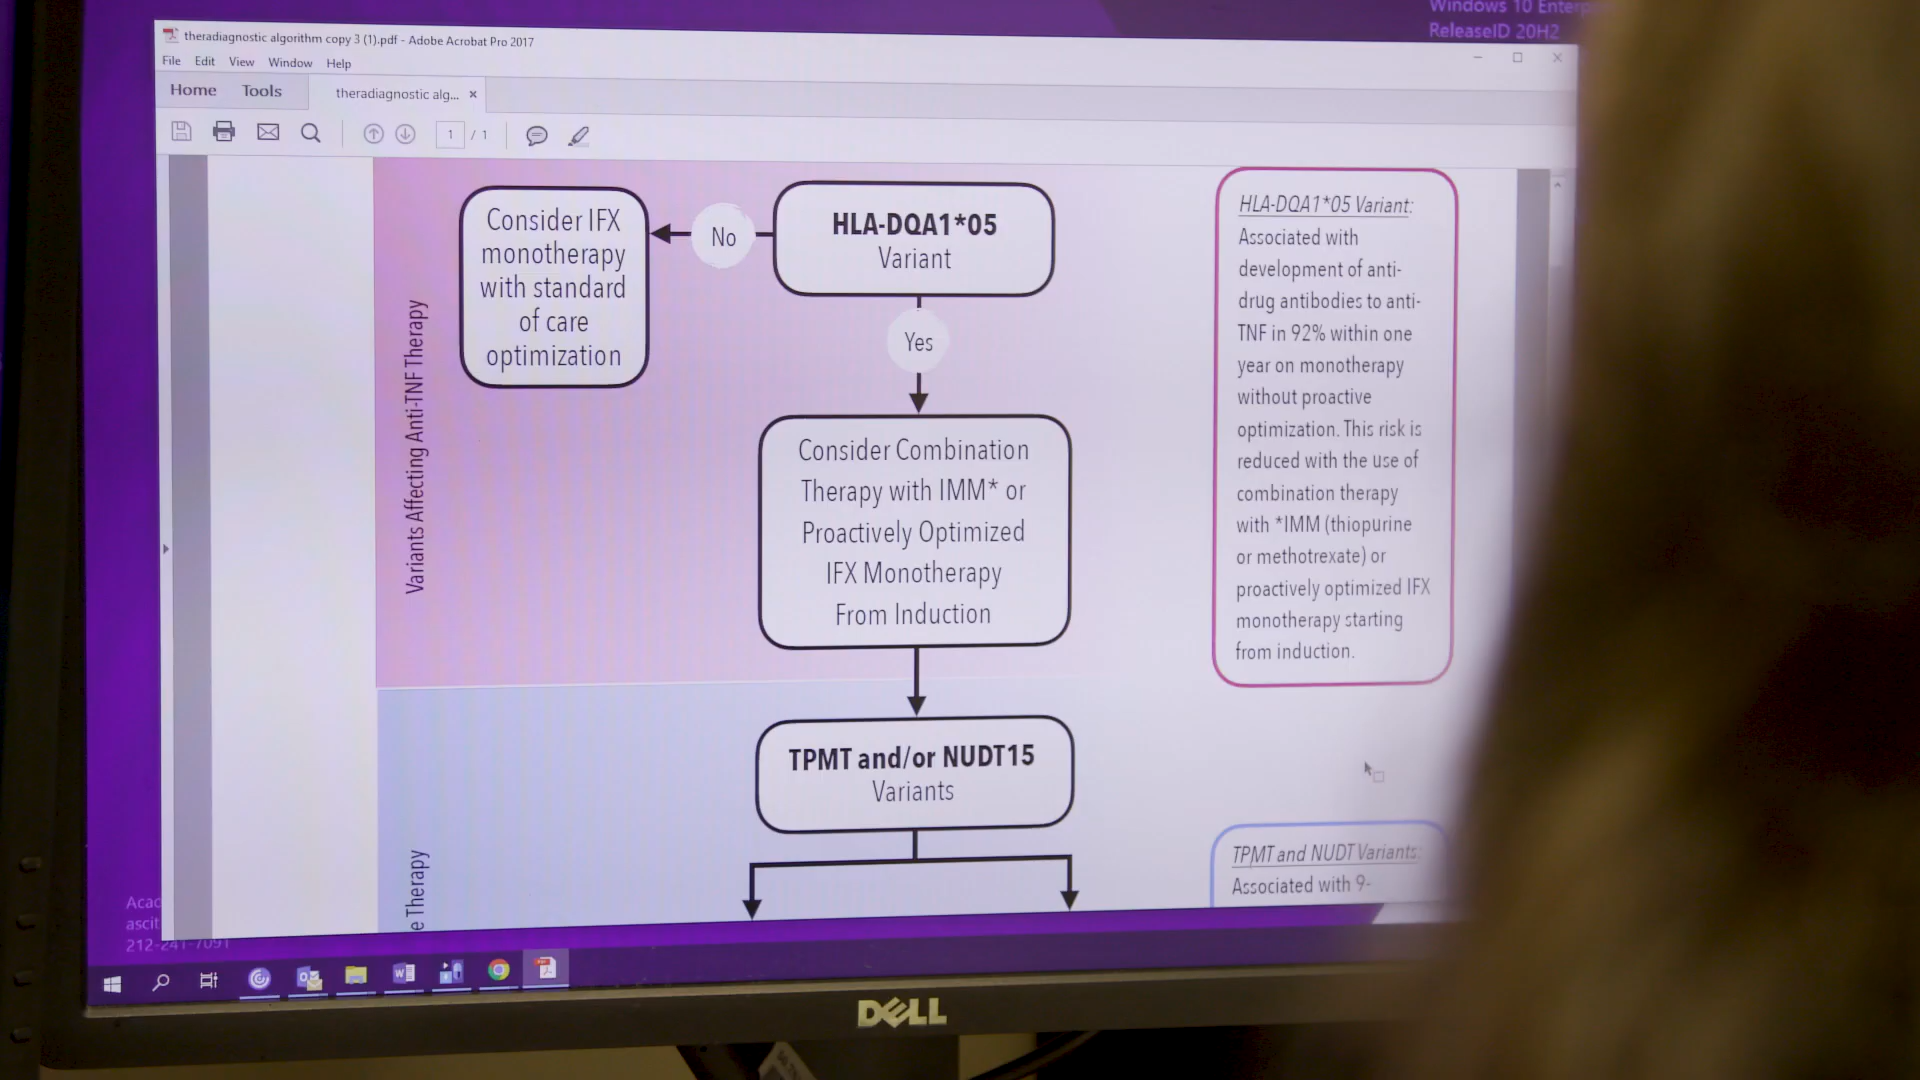 Windows 10
ReleaseID 20H2
theradiagnostic algorithm copy 3 (1).pdf - Adobe Acrobat Pro 2017
File Edit View Window Help
Home Tools theradiagnostic alg... ×
1 / 1
Variants Affecting Anti-TNF Therapy
Consider IFX
monotherapy
with standard
of care
optimization
No
HLA-DQA1*05
Variant
Yes
Consider Combination
Therapy with IMM* or
Proactively Optimized
IFX Monotherapy
From Induction
TPMT and/or NUDT15
Variants
e Therapy
HLA-DQA1*05 Variant:
Associated with
development of anti-
drug antibodies to anti-
TNF in 92% within one
year on monotherapy
without proactive
optimization. This risk is
reduced with the use of
combination therapy
with *IMM (thiopurine
or methotrexate) or
proactively optimized IFX
monotherapy starting
from induction.
TPMT and NUDT Variants:
Associated with 9-
Acad
ascit
212-241-7091
DELL